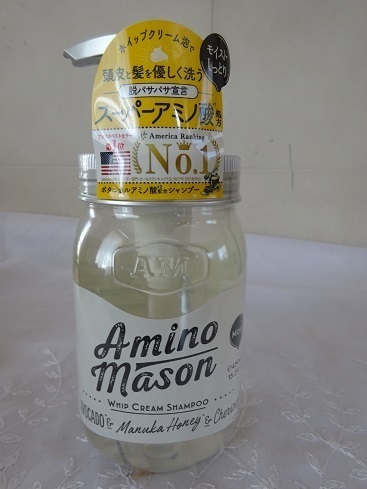 ホイップクリーム泡で
頭皮と髪を優しく洗う
モイスト
しっとり
脱パサパサ宣言
スーパーアミノ酸処方
America Ranking
No.1
ボタニカルアミノ酸系シャンプー
AM
Amino
Mason
WHIP CREAM SHAMPOO
& Manuka Honey &